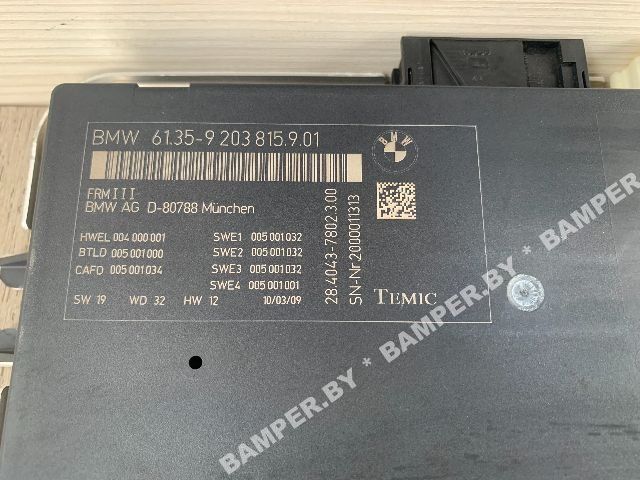 BMW 61.35-9 203 815.9.01
BMW
FRMIII
BMW AG D-80788 München
HWEL 004 000 001 SWE1 005 001 032
BTLD 005 001 000 SWE2 005 001 032
CAFD 005 001 034 SWE3 005 001 032
SWE4 005 001 001
SW 19 WD 32 HW 12 10/03/09
28.4043-7802.3.00
SN-Nr.2000011313
TEMIC
BAMPER.BY * BAMPER.BY * BAMPER.BY